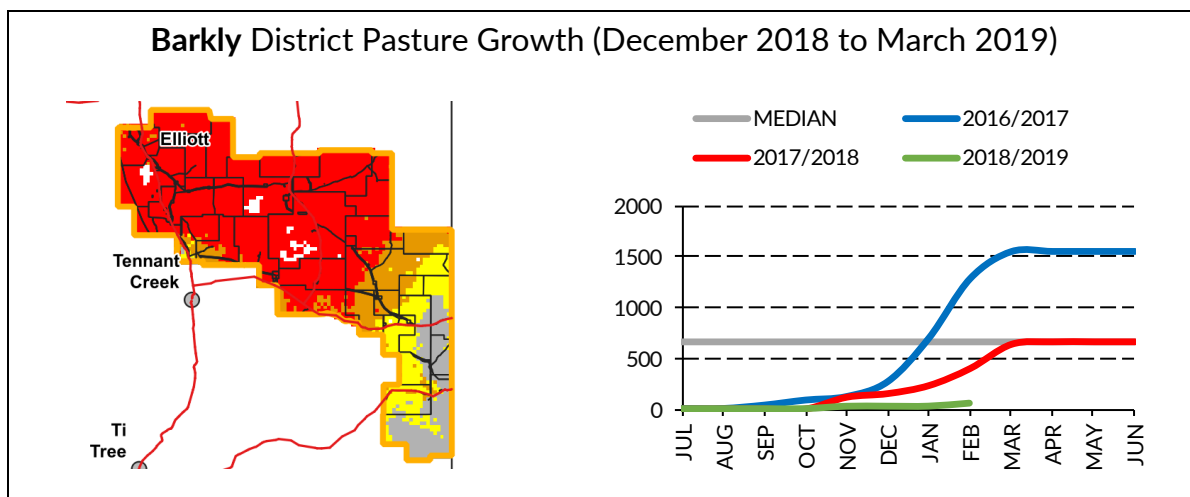 Barkly District Pasture Growth (December 2018 to March 2019)
Elliott
Tennant
Creek
Ti
Tree
MEDIAN
2016/2017
2017/2018
2018/2019
2000
1500
1000
500
0
JUL
AUG
SEP
OCT
NOV
DEC
JAN
FEB
MAR
APR
MAY
JUN